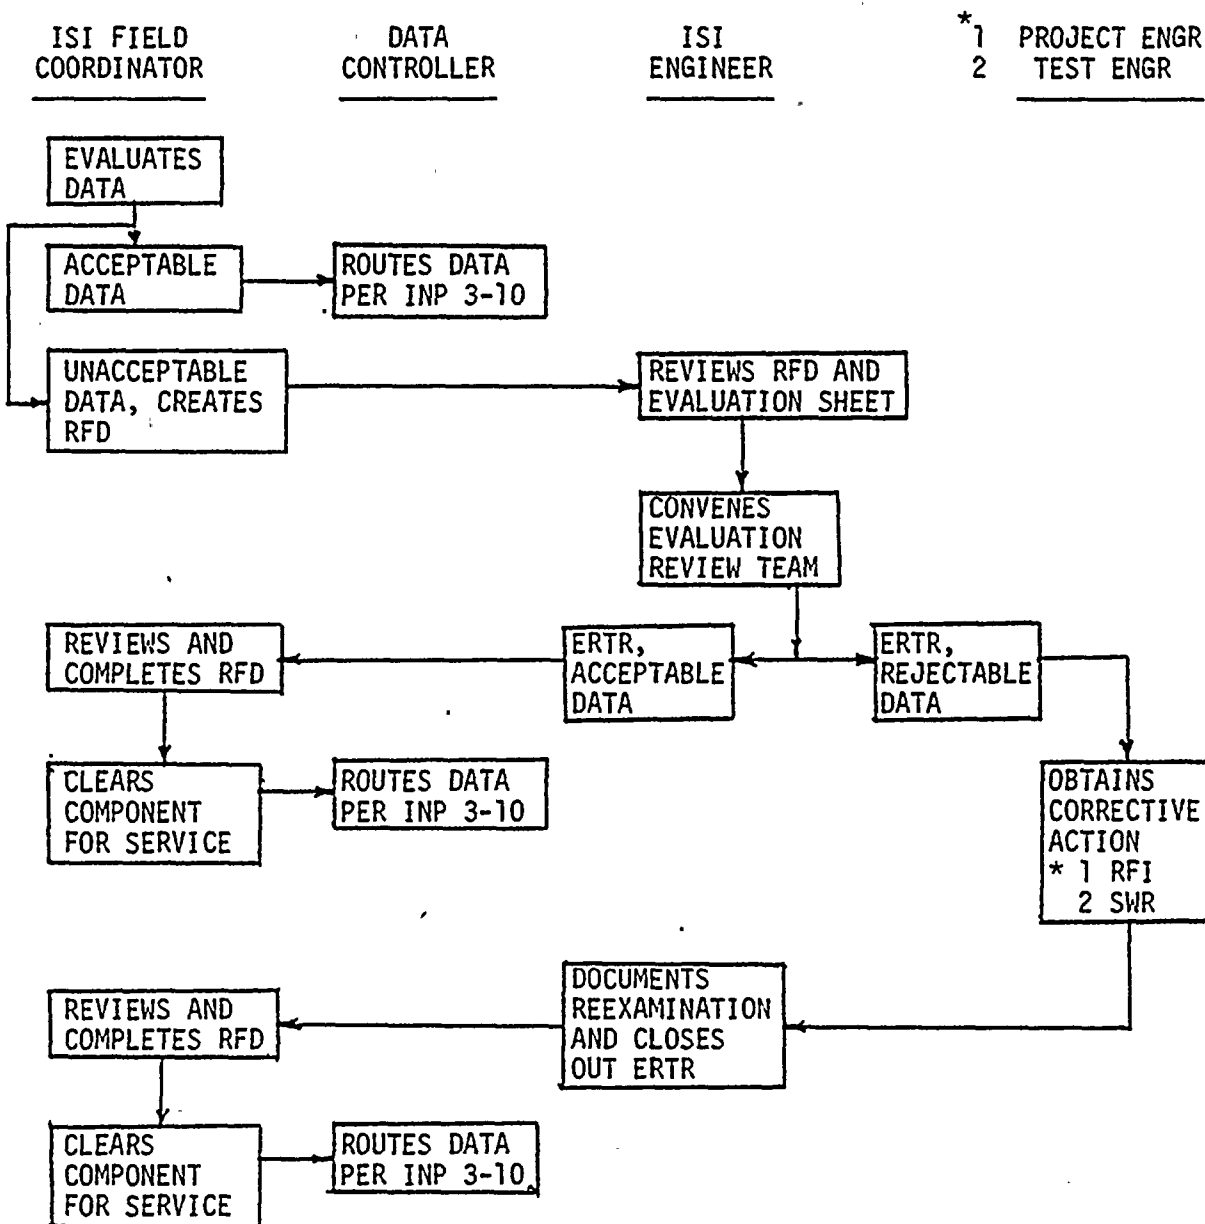 ISI FIELD
COORDINATOR
DATA
CONTROLLER
ISI
ENGINEER
*1 PROJECT ENGR
2 TEST ENGR
EVALUATES
DATA
ACCEPTABLE
DATA
ROUTES DATA
PER INP 3-10
UNACCEPTABLE
DATA, CREATES
RFD
REVIEWS RFD AND
EVALUATION SHEET
CONVENES
EVALUATION
REVIEW TEAM
REVIEWS AND
COMPLETES RFD
ERTR,
ACCEPTABLE
DATA
ERTR,
REJECTABLE
DATA
CLEARS
COMPONENT
FOR SERVICE
ROUTES DATA
PER INP 3-10
OBTAINS
CORRECTIVE
ACTION
* 1 RFI
2 SWR
REVIEWS AND
COMPLETES RFD
DOCUMENTS
REEXAMINATION
AND CLOSES
OUT ERTR
CLEARS
COMPONENT
FOR SERVICE
ROUTES DATA
PER INP 3-10